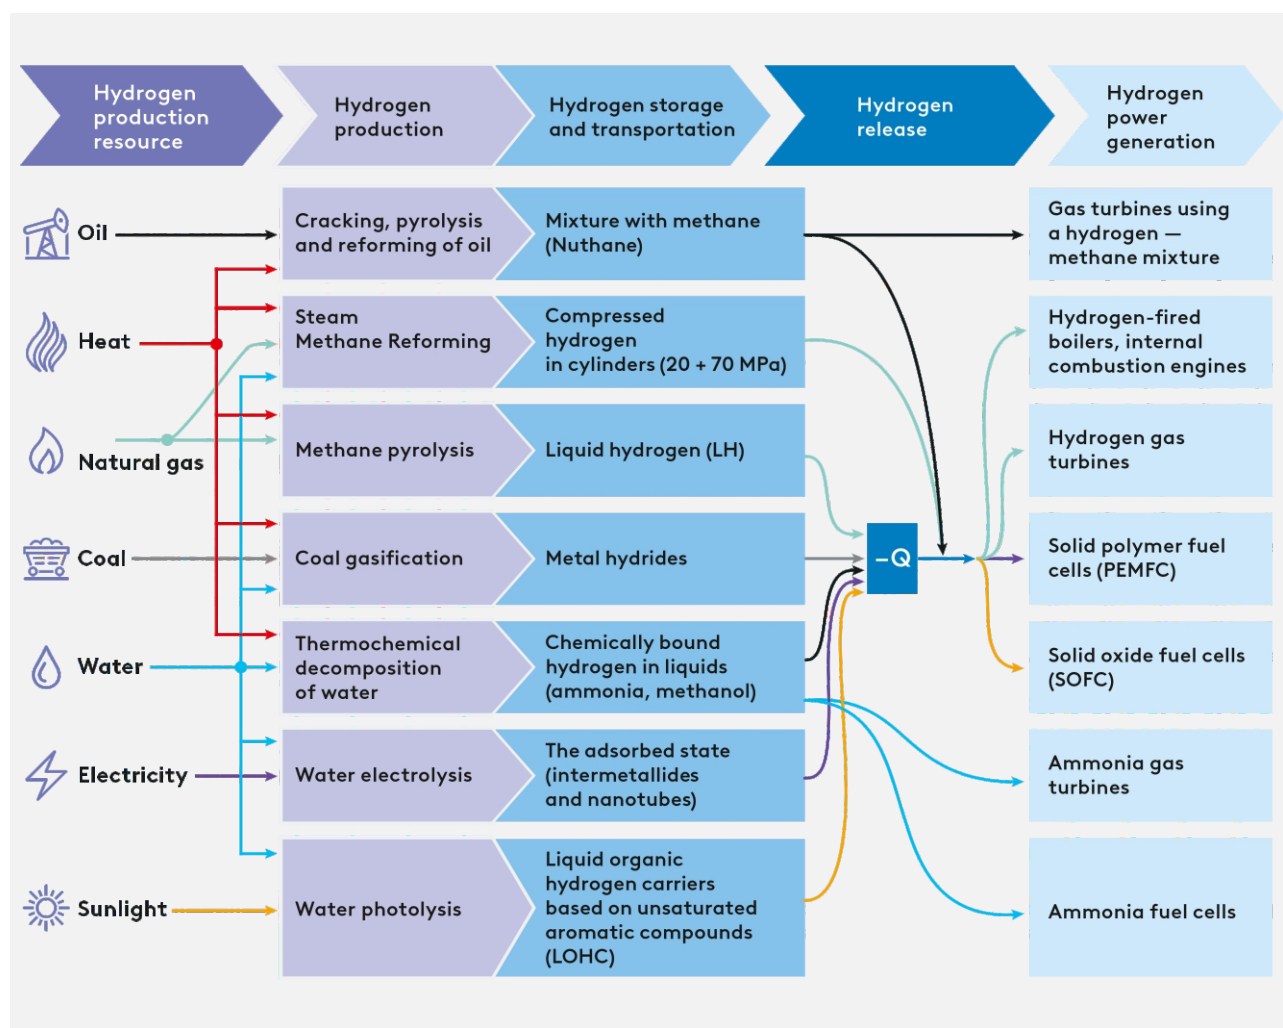 Hydrogen
production
resource
Hydrogen
production
Hydrogen storage
and transportation
Hydrogen
release
Hydrogen
power
generation
Oil
Cracking, pyrolysis
and reforming of oil
Mixture with methane
(Nuthane)
Gas turbines using
a hydrogen —
methane mixture
Heat
Steam
Methane Reforming
Compressed
hydrogen
in cylinders (20 + 70 MPa)
Hydrogen-fired
boilers, internal
combustion engines
Natural gas
Methane pyrolysis
Liquid hydrogen (LH)
Hydrogen gas
turbines
Coal
Coal gasification
Metal hydrides
–Q
Solid polymer fuel
cells (PEMFC)
Water
Thermochemical
decomposition
of water
Chemically bound
hydrogen in liquids
(ammonia, methanol)
Solid oxide fuel cells
(SOFC)
Electricity
Water electrolysis
The adsorbed state
(intermetallides
and nanotubes)
Ammonia gas
turbines
Sunlight
Water photolysis
Liquid organic
hydrogen carriers
based on unsaturated
aromatic compounds
(LOHC)
Ammonia fuel cells